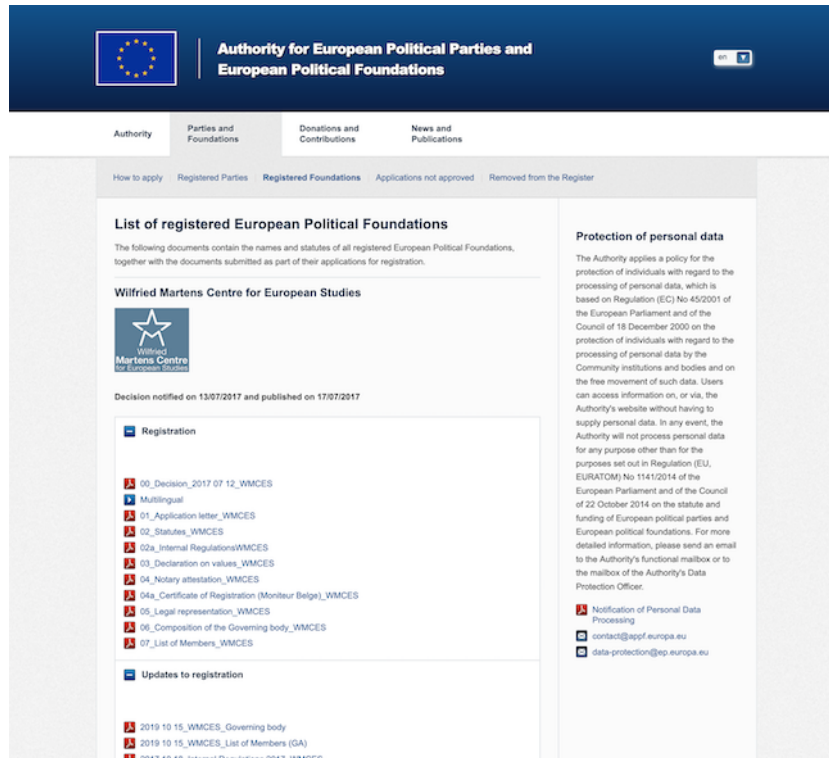 Authority for European Political Parties and
European Political Foundations
en
Authority
Parties and
Foundations
Donations and
Contributions
News and
Publications
How to apply
Registered Parties
Registered Foundations
Applications not approved
Removed from the Register
List of registered European Political Foundations
The following documents contain the names and statutes of all registered European Political Foundations,
together with the documents submitted as part of their applications for registration.
Wilfried Martens Centre for European Studies
Wilfried
Martens Centre
for European Studies
Decision notified on 13/07/2017 and published on 17/07/2017
Registration
00_Decision_2017 07 12_WMCES
Multilingual
01_Application letter_WMCES
02_Statutes_WMCES
02a_Internal RegulationsWMCES
03_Declaration on values_WMCES
04_Notary attestation_WMCES
04a_Certificate of Registration (Moniteur Belge)_WMCES
05_Legal representation_WMCES
06_Composition of the Governing body_WMCES
07_List of Members_WMCES
Updates to registration
2019 10 15_WMCES_Governing body
2019 10 15_WMCES_List of Members (GA)
Protection of personal data
The Authority applies a policy for the
protection of individuals with regard to the
processing of personal data, which is
based on Regulation (EC) No 45/2001 of
the European Parliament and of the
Council of 18 December 2000 on the
protection of individuals with regard to the
processing of personal data by the
Community institutions and bodies and on
the free movement of such data. Users
can access information on, or via, the
Authority's website without having to
supply personal data. In any event, the
Authority will not process personal data
for any purpose other than for the
purposes set out in Regulation (EU,
EURATOM) No 1141/2014 of the
European Parliament and of the Council
of 22 October 2014 on the statute and
funding of European political parties and
European political foundations. For more
detailed information, please send an email
to the Authority's functional mailbox or to
the mailbox of the Authority's Data
Protection Officer.
Notification of Personal Data
Processing
contact@appf.europa.eu
data-protection@ep.europa.eu